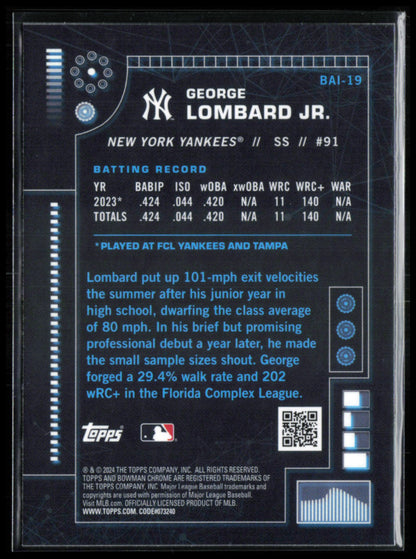 BAI-19
NY
GEORGE
LOMBARD JR.
NEW YORK YANKEES® // SS // #91
BATTING RECORD
YR BABIP ISO wOBA xwOBA WRC WRC+ WAR
2023* .424 .044 .420 N/A 11 140 N/A
TOTALS .424 .044 .420 N/A 11 140 N/A
*PLAYED AT FCL YANKEES AND TAMPA
Lombard put up 101-mph exit velocities
the summer after his junior year in
high school, dwarfing the class average
of 80 mph. In his brief but promising
professional debut a year later, he made
the small sample sizes shout. George
forged a 29.4% walk rate and 202
wRC+ in the Florida Complex League.
Topps
® & © 2024 THE TOPPS COMPANY, INC. ALL RIGHTS RESERVED.
TOPPS AND BOWMAN CHROME ARE REGISTERED TRADEMARKS OF
THE TOPPS COMPANY, INC. Major League Baseball trademarks and
copyrights are used with permission of Major League Baseball.
Visit MLB.com. OFFICIALLY LICENSED PRODUCT OF MLB.
WWW.TOPPS.COM. CODE#073240